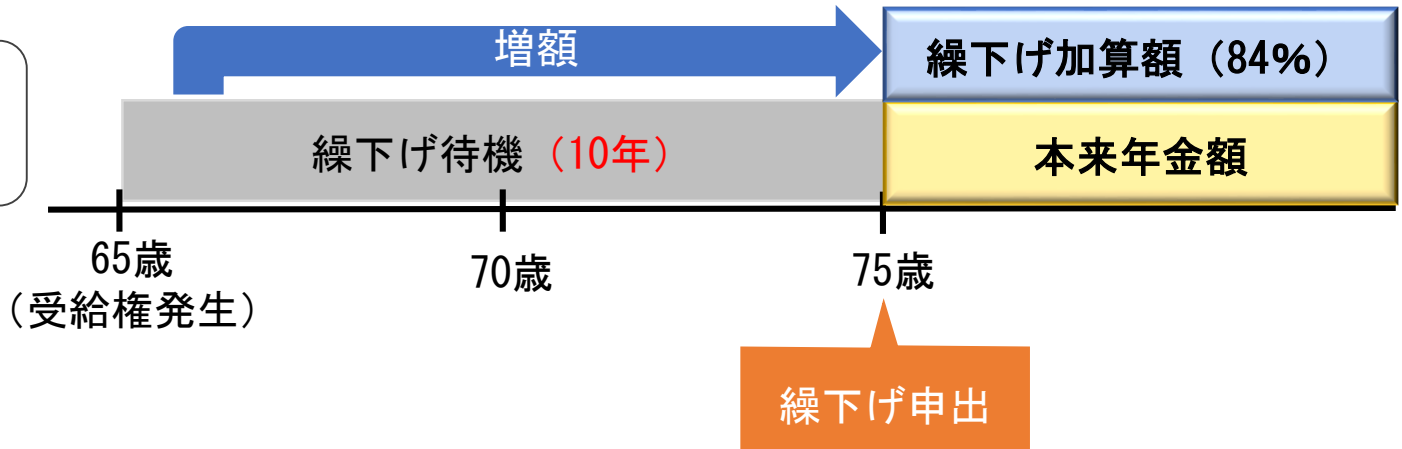 増額
繰下げ加算額（84%）
繰下げ待機（10年）
本来年金額
65歳
（受給権発生）
70歳
75歳
繰下げ申出